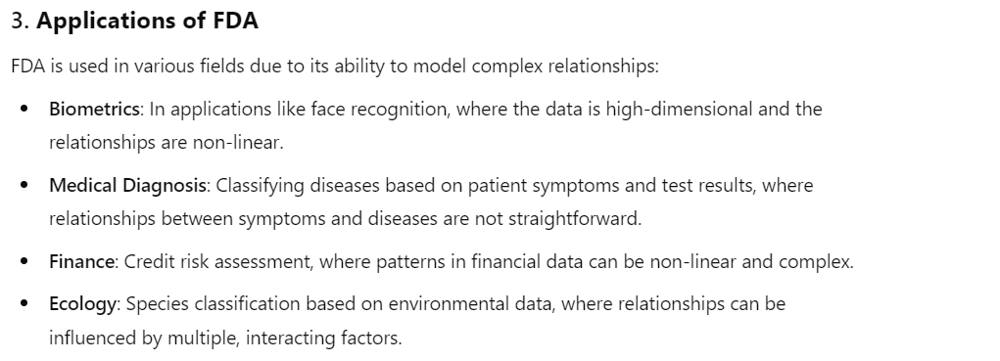 3. Applications of FDA
FDA is used in various fields due to its ability to model complex relationships:
• Biometrics: In applications like face recognition, where the data is high-dimensional and the
relationships are non-linear.
• Medical Diagnosis: Classifying diseases based on patient symptoms and test results, where
relationships between symptoms and diseases are not straightforward.
• Finance: Credit risk assessment, where patterns in financial data can be non-linear and complex.
• Ecology: Species classification based on environmental data, where relationships can be
influenced by multiple, interacting factors.